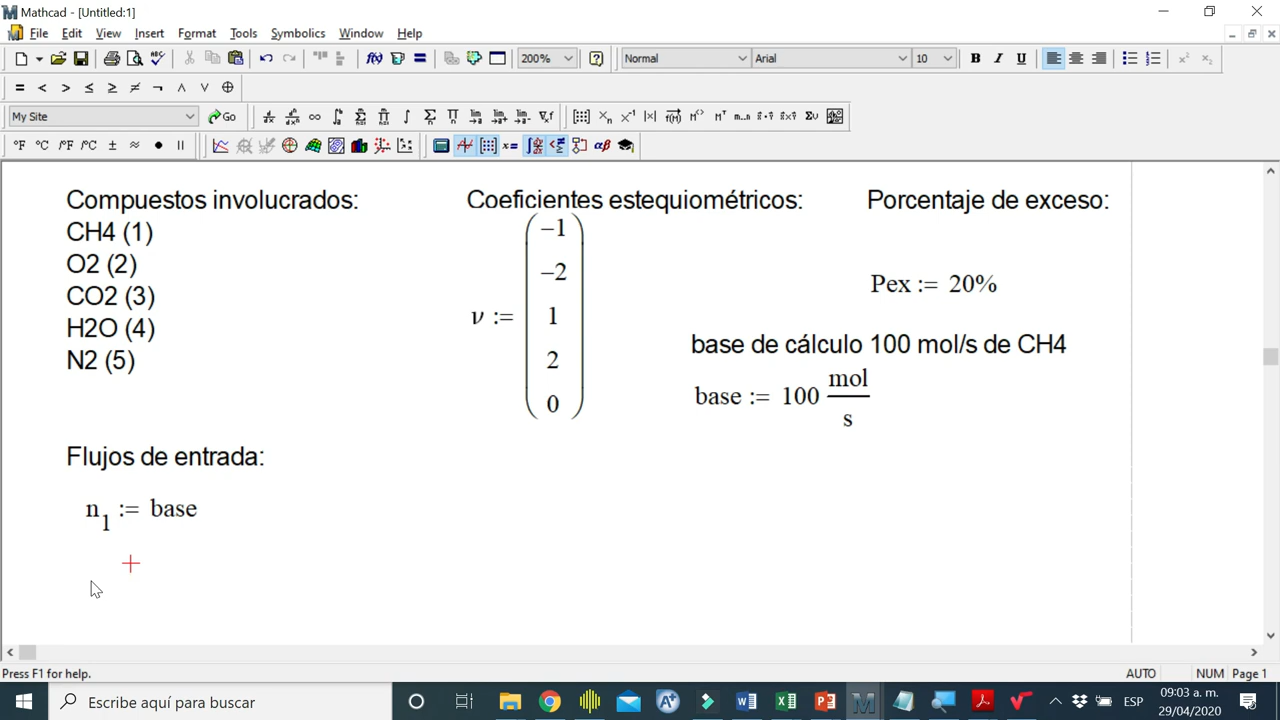 Mathcad - [Untitled:1]
File Edit View Insert Format Tools Symbolics Window Help
200% Normal Arial 10 B I U
My Site Go
°F °C /°F /°C
Compuestos involucrados:
CH4 (1)
O2 (2)
CO2 (3)
H2O (4)
N2 (5)
Coeficientes estequiométricos:
ν := (−1 −2 1 2 0)
Porcentaje de exceso:
Pex := 20%
base de cálculo 100 mol/s de CH4
base := 100 mol/s
Flujos de entrada:
n1 := base
Press F1 for help. AUTO NUM Page 1
Escribe aquí para buscar
ESP
09:03 a. m.
29/04/2020